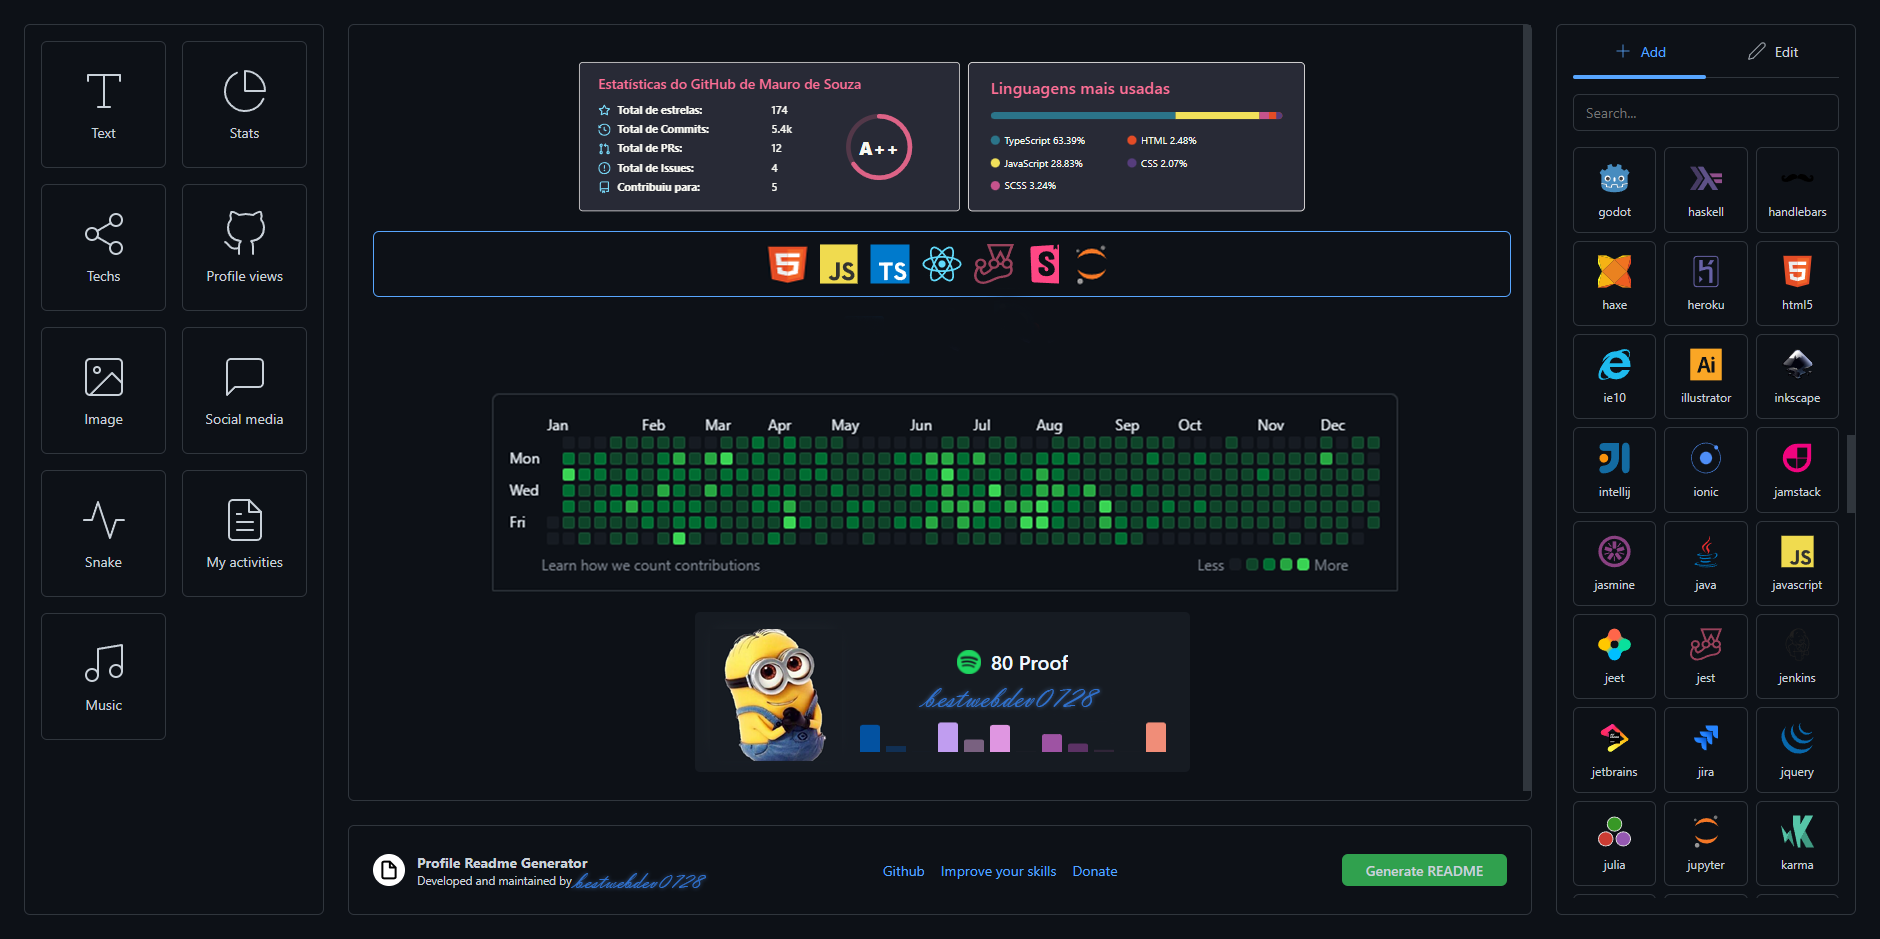 Text
Stats
Techs
Profile views
Image
Social media
Snake
My activities
Music
Estatísticas do GitHub de Mauro de Souza
Total de estrelas: 174
Total de Commits: 5.4k
Total de PRs: 12
Total de Issues: 4
Contribuiu para: 5
A++
Linguagens mais usadas
TypeScript 63.39%
HTML 2.48%
JavaScript 28.83%
CSS 2.07%
SCSS 3.24%
5 JS TS S
Jan Feb Mar Apr May Jun Jul Aug Sep Oct Nov Dec
Mon
Wed
Fri
Learn how we count contributions
Less More
80 Proof
bestwebdev0728
Profile Readme Generator
Developed and maintained by bestwebdev0728
Github Improve your skills Donate
Generate README
Add Edit
Search...
godot haskell handlebars
5
haxe heroku html5
Ai
ie10 illustrator inkscape
intellij ionic jamstack
JS
jasmine java javascript
jeet jest jenkins
jetbrains jira jquery
julia jupyter karma